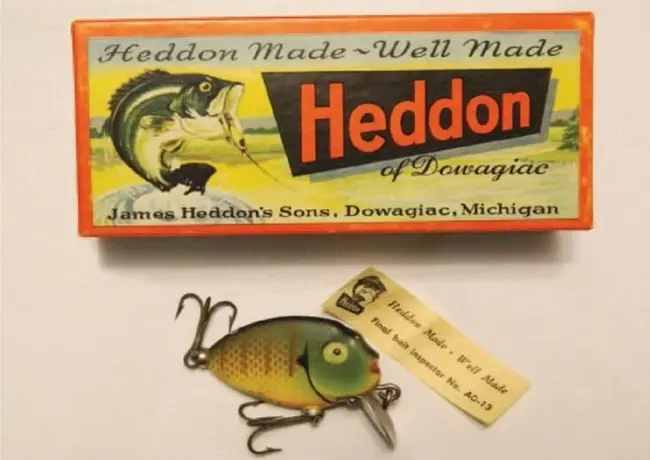 Heddon Made ~ Well Made
Heddon
of Dowagiac
James Heddon's Sons, Dowagiac, Michigan
Heddon
Heddon Made - Well Made
Final bait inspector No. AC-13